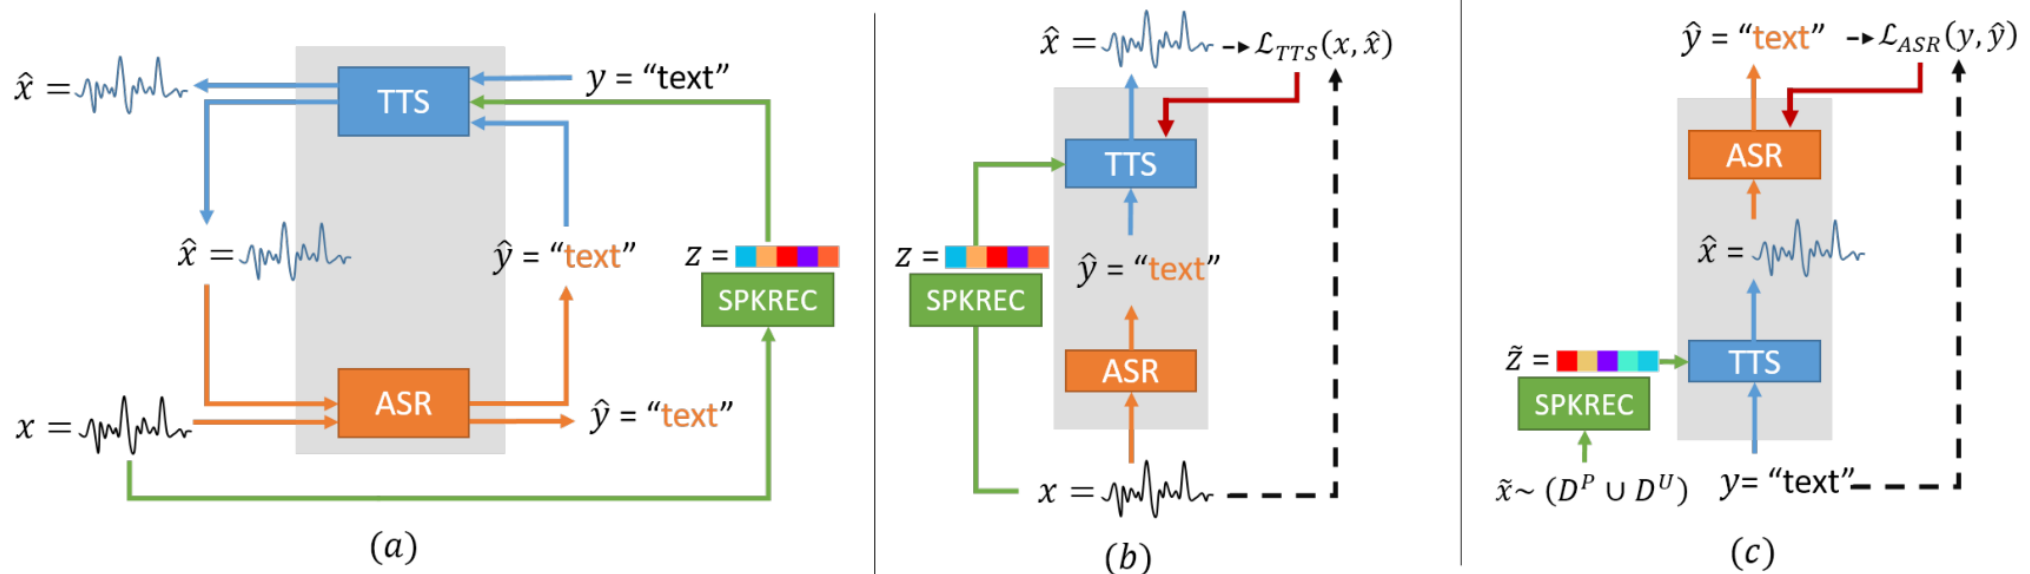 x̂ =
TTS
y = "text"
x̂ =
ŷ = "text"
z =
SPKREC
x =
ASR
ŷ = "text"
(a)
x̂ = → ℒ_TTS(x, x̂)
TTS
z =
SPKREC
ŷ = "text"
ASR
x =
(b)
ŷ = "text" → ℒ_ASR(y, ŷ)
ASR
x̂ =
z̃ =
TTS
SPKREC
x̃~ (D^P ∪ D^U)
y= "text"
(c)